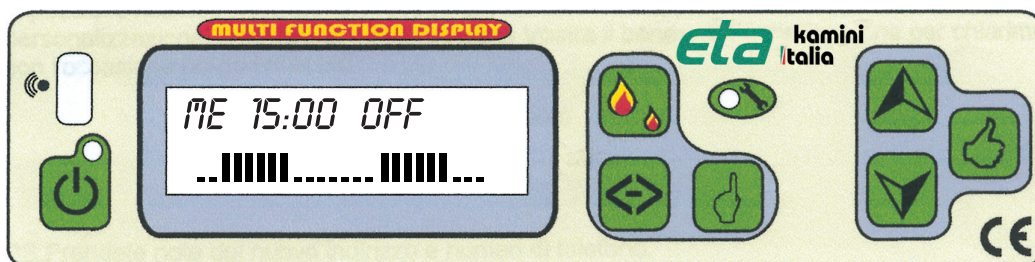 MULTI FUNCTION DISPLAY
eta kamini italia
ME 15:00 OFF
CE